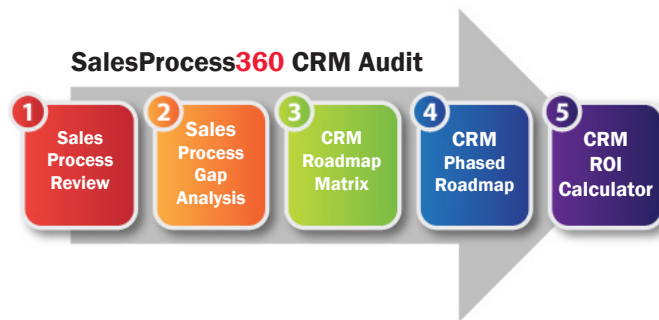 SalesProcess360 CRM Audit
1
Sales
Process
Review
2
Sales
Process
Gap
Analysis
3
CRM
Roadmap
Matrix
4
CRM
Phased
Roadmap
5
CRM
ROI
Calculator